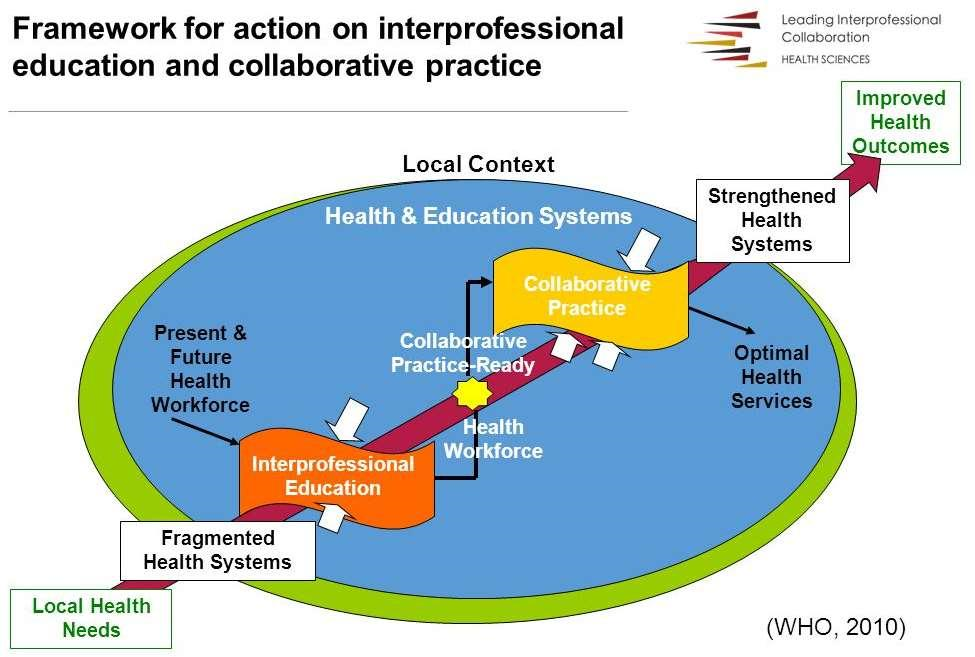 Framework for action on interprofessional
education and collaborative practice
Leading Interprofessional
Collaboration
HEALTH SCIENCES
Improved
Health
Outcomes
Local Context
Strengthened
Health
Systems
Health & Education Systems
Collaborative
Practice
Present &
Future
Health
Workforce
Collaborative
Practice-Ready
Optimal
Health
Services
Health
Workforce
Interprofessional
Education
Fragmented
Health Systems
Local Health
Needs
(WHO, 2010)